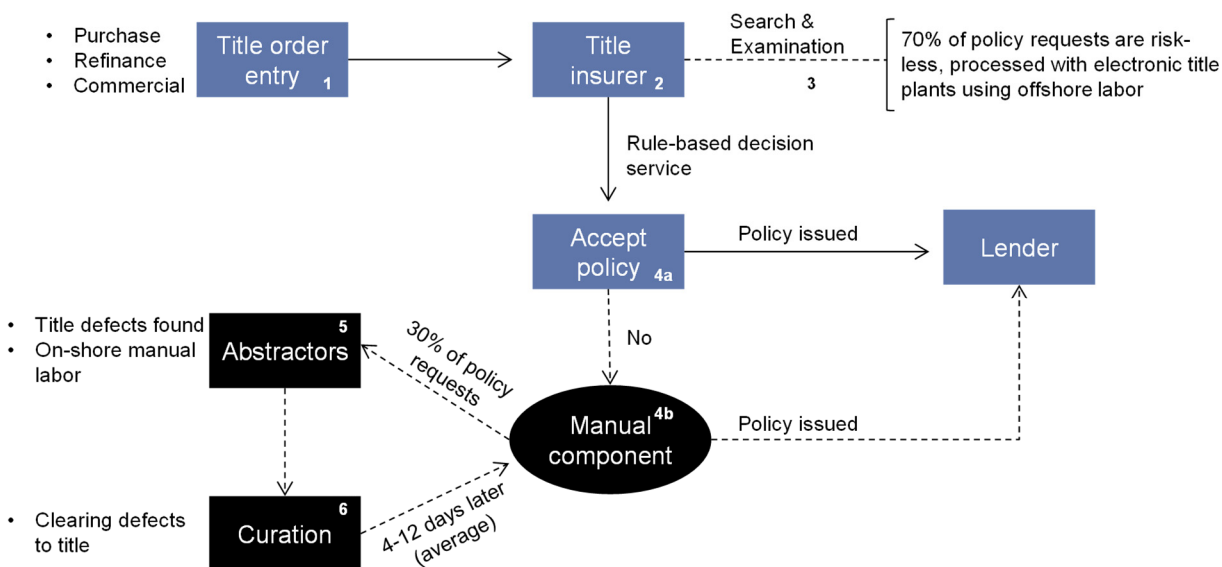 • Purchase
• Refinance
• Commercial
Title order
entry 1
Title
insurer 2
Search &
Examination
3
70% of policy requests are risk-
less, processed with electronic title
plants using offshore labor
Rule-based decision
service
Accept
policy 4a
Policy issued
Lender
No
• Title defects found
• On-shore manual
labor
5
Abstractors
30% of policy
requests
4b
Manual
component
Policy issued
6
Curation
• Clearing defects
to title
4-12 days later
(average)